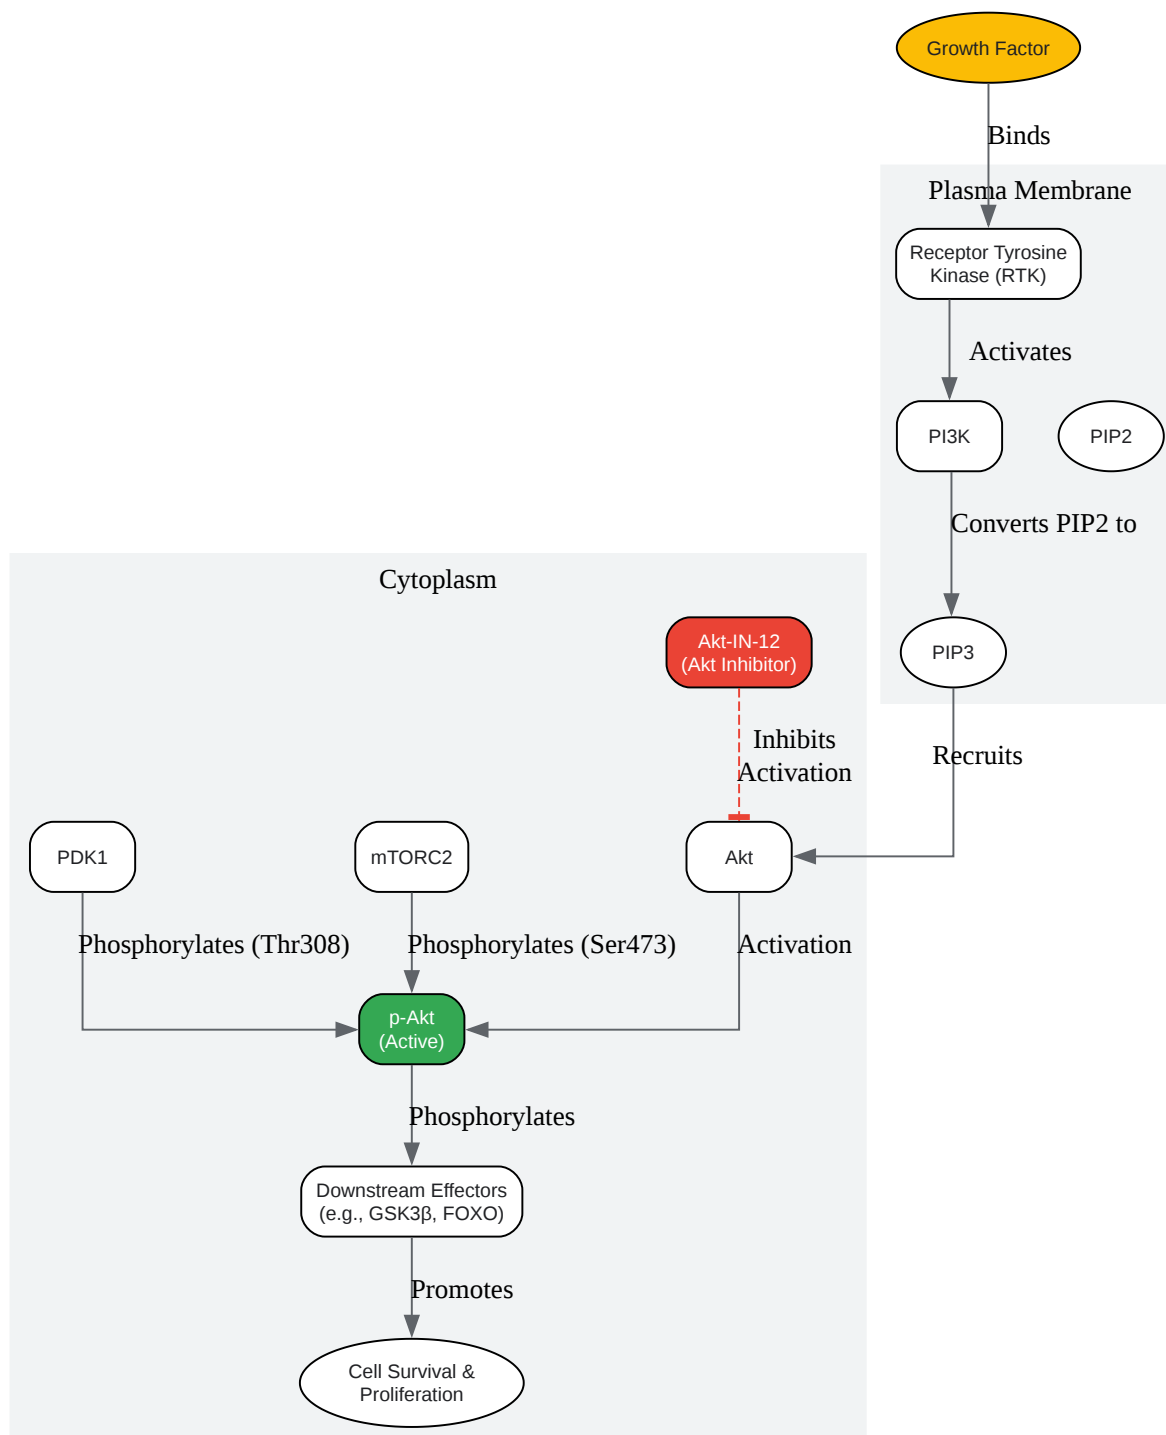 Growth Factor
Binds
Plasma Membrane
Receptor Tyrosine
Kinase (RTK)
Activates
PI3K
PIP2
Converts PIP2 to
Cytoplasm
Akt-IN-12
(Akt Inhibitor)
PIP3
Inhibits
Activation
Recruits
PDK1
mTORC2
Akt
Phosphorylates (Thr308)
Phosphorylates (Ser473)
Activation
p-Akt
(Active)
Phosphorylates
Downstream Effectors
(e.g., GSK3β, FOXO)
Promotes
Cell Survival &
Proliferation